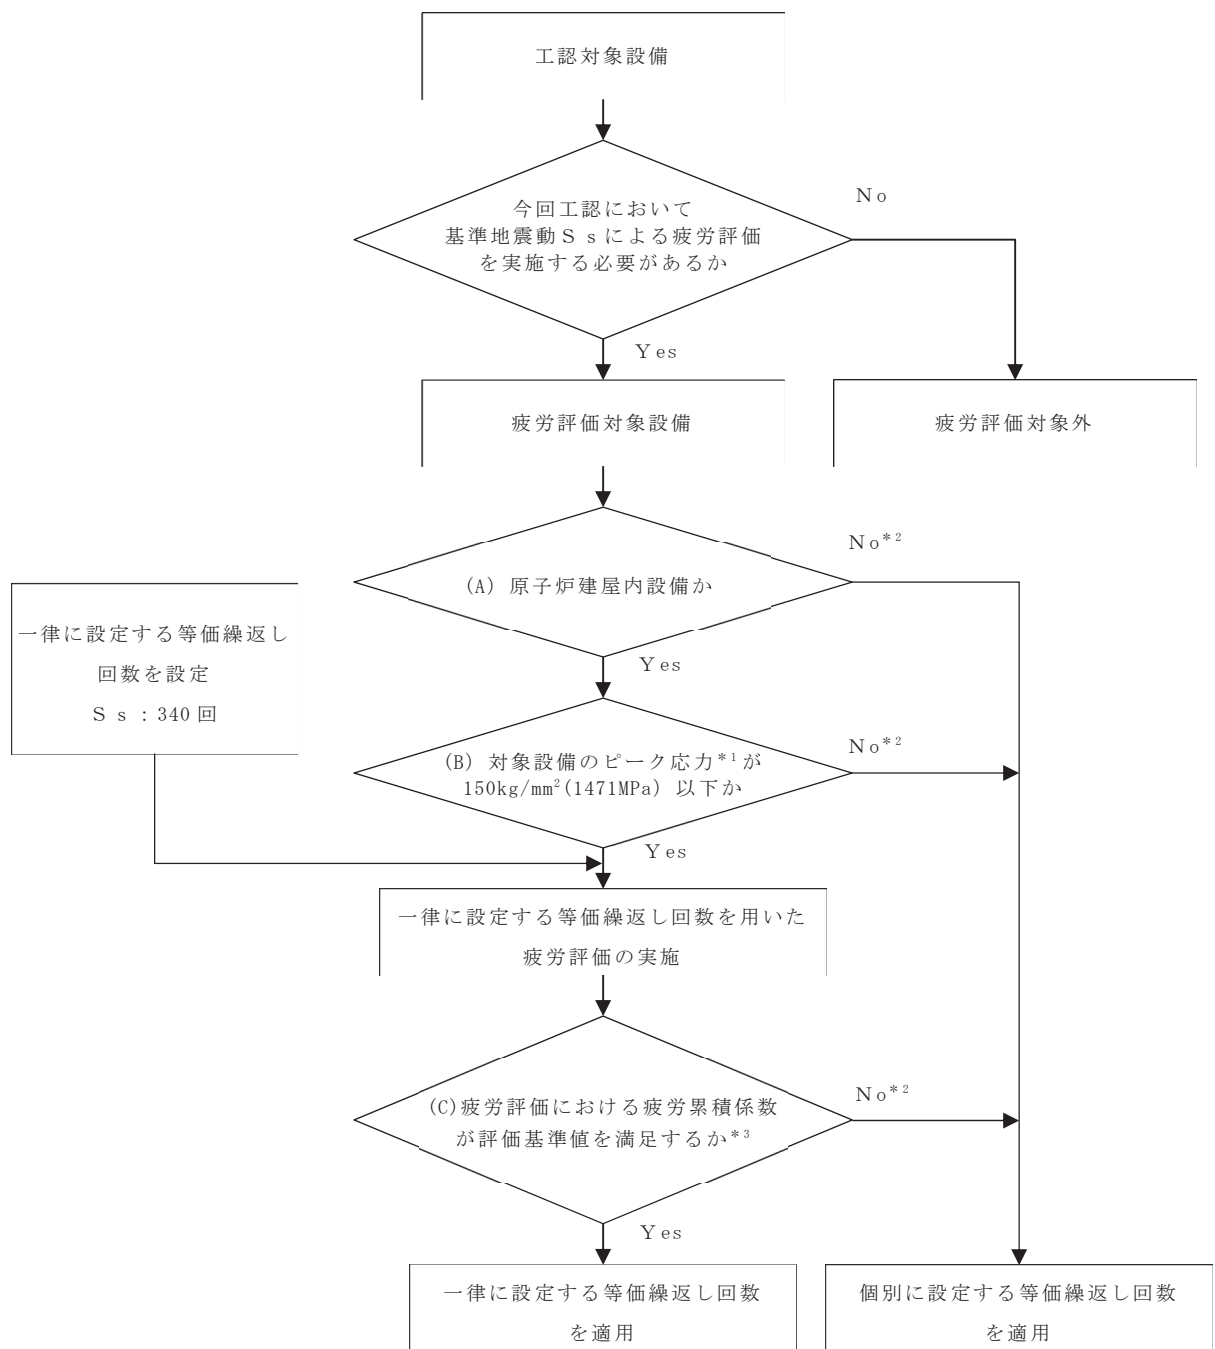 工認対象設備
今回工認において
基準地震動Ｓｓによる疲労評価
を実施する必要があるか
No
Yes
疲労評価対象設備
疲労評価対象外
(A) 原子炉建屋内設備か
No*2
Yes
一律に設定する等価繰返し
回数を設定
Ｓｓ：340 回
(B) 対象設備のピーク応力*1が
150kg/mm2(1471MPa) 以下か
No*2
Yes
一律に設定する等価繰返し回数を用いた
疲労評価の実施
(C)疲労評価における疲労累積係数
が評価基準値を満足するか*3
No*2
Yes
一律に設定する等価繰返し回数
を適用
個別に設定する等価繰返し回数
を適用